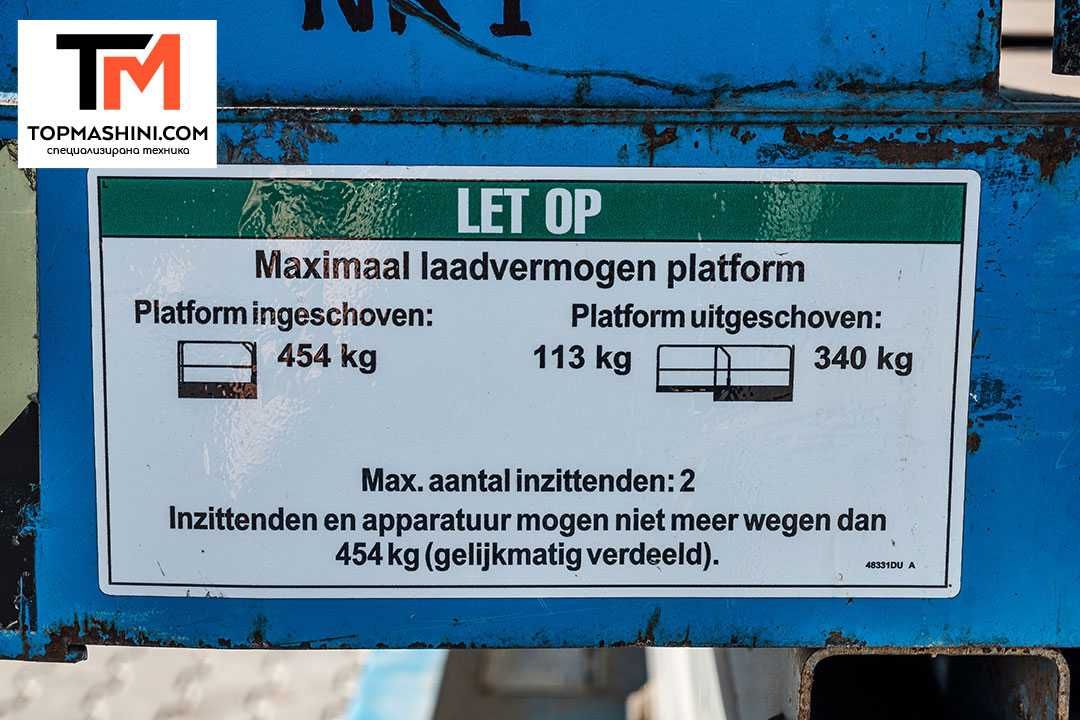 TM
TOPMASHINI.COM
специализирана техника
LET OP
Maximaal laadvermogen platform
Platform ingeschoven:
Platform uitgeschoven:
454 kg
113 kg
340 kg
Max. aantal inzittenden: 2
Inzittenden en apparatuur mogen niet meer wegen dan
454 kg (gelijkmatig verdeeld).
48331DU A